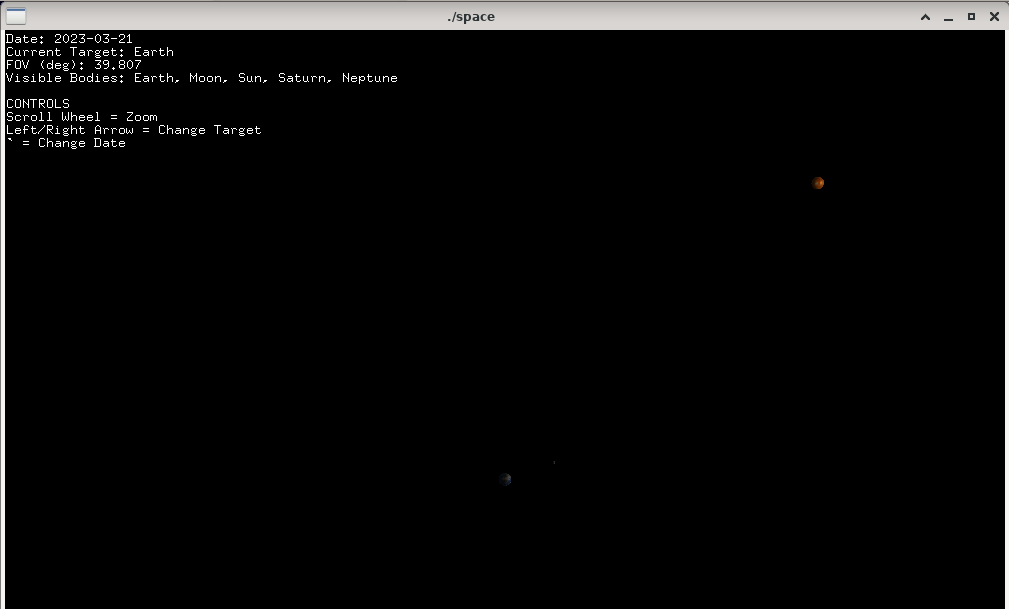 ./space
Date: 2023-03-21
Current Target: Earth
FOV (deg): 39.807
Visible Bodies: Earth, Moon, Sun, Saturn, Neptune
CONTROLS
Scroll Wheel = Zoom
Left/Right Arrow = Change Target
` = Change Date